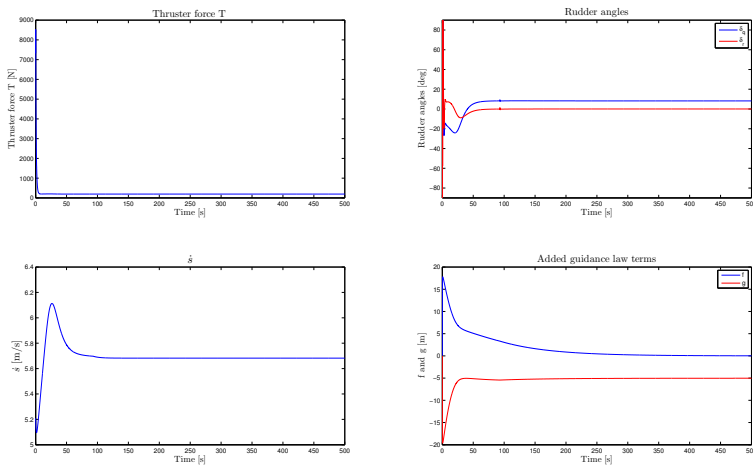 Thruster force T
Thruster force T [N]
9000
8000
7000
6000
5000
4000
3000
2000
1000
0
0 50 100 150 200 250 300 350 400 450 500
Time [s]
Rudder angles
Rudder angles [deg]
80
60
40
20
0
−20
−40
−60
−80
δq
δr
0 50 100 150 200 250 300 350 400 450 500
Time [s]
ṡ
ṡ [m/s]
6.4
6.2
6
5.8
5.6
5.4
5.2
5
0 50 100 150 200 250 300 350 400 450 500
Time [s]
Added guidance law terms
f and g [m]
20
15
10
5
0
−5
−10
−15
−20
f
g
0 50 100 150 200 250 300 350 400 450 500
Time [s]